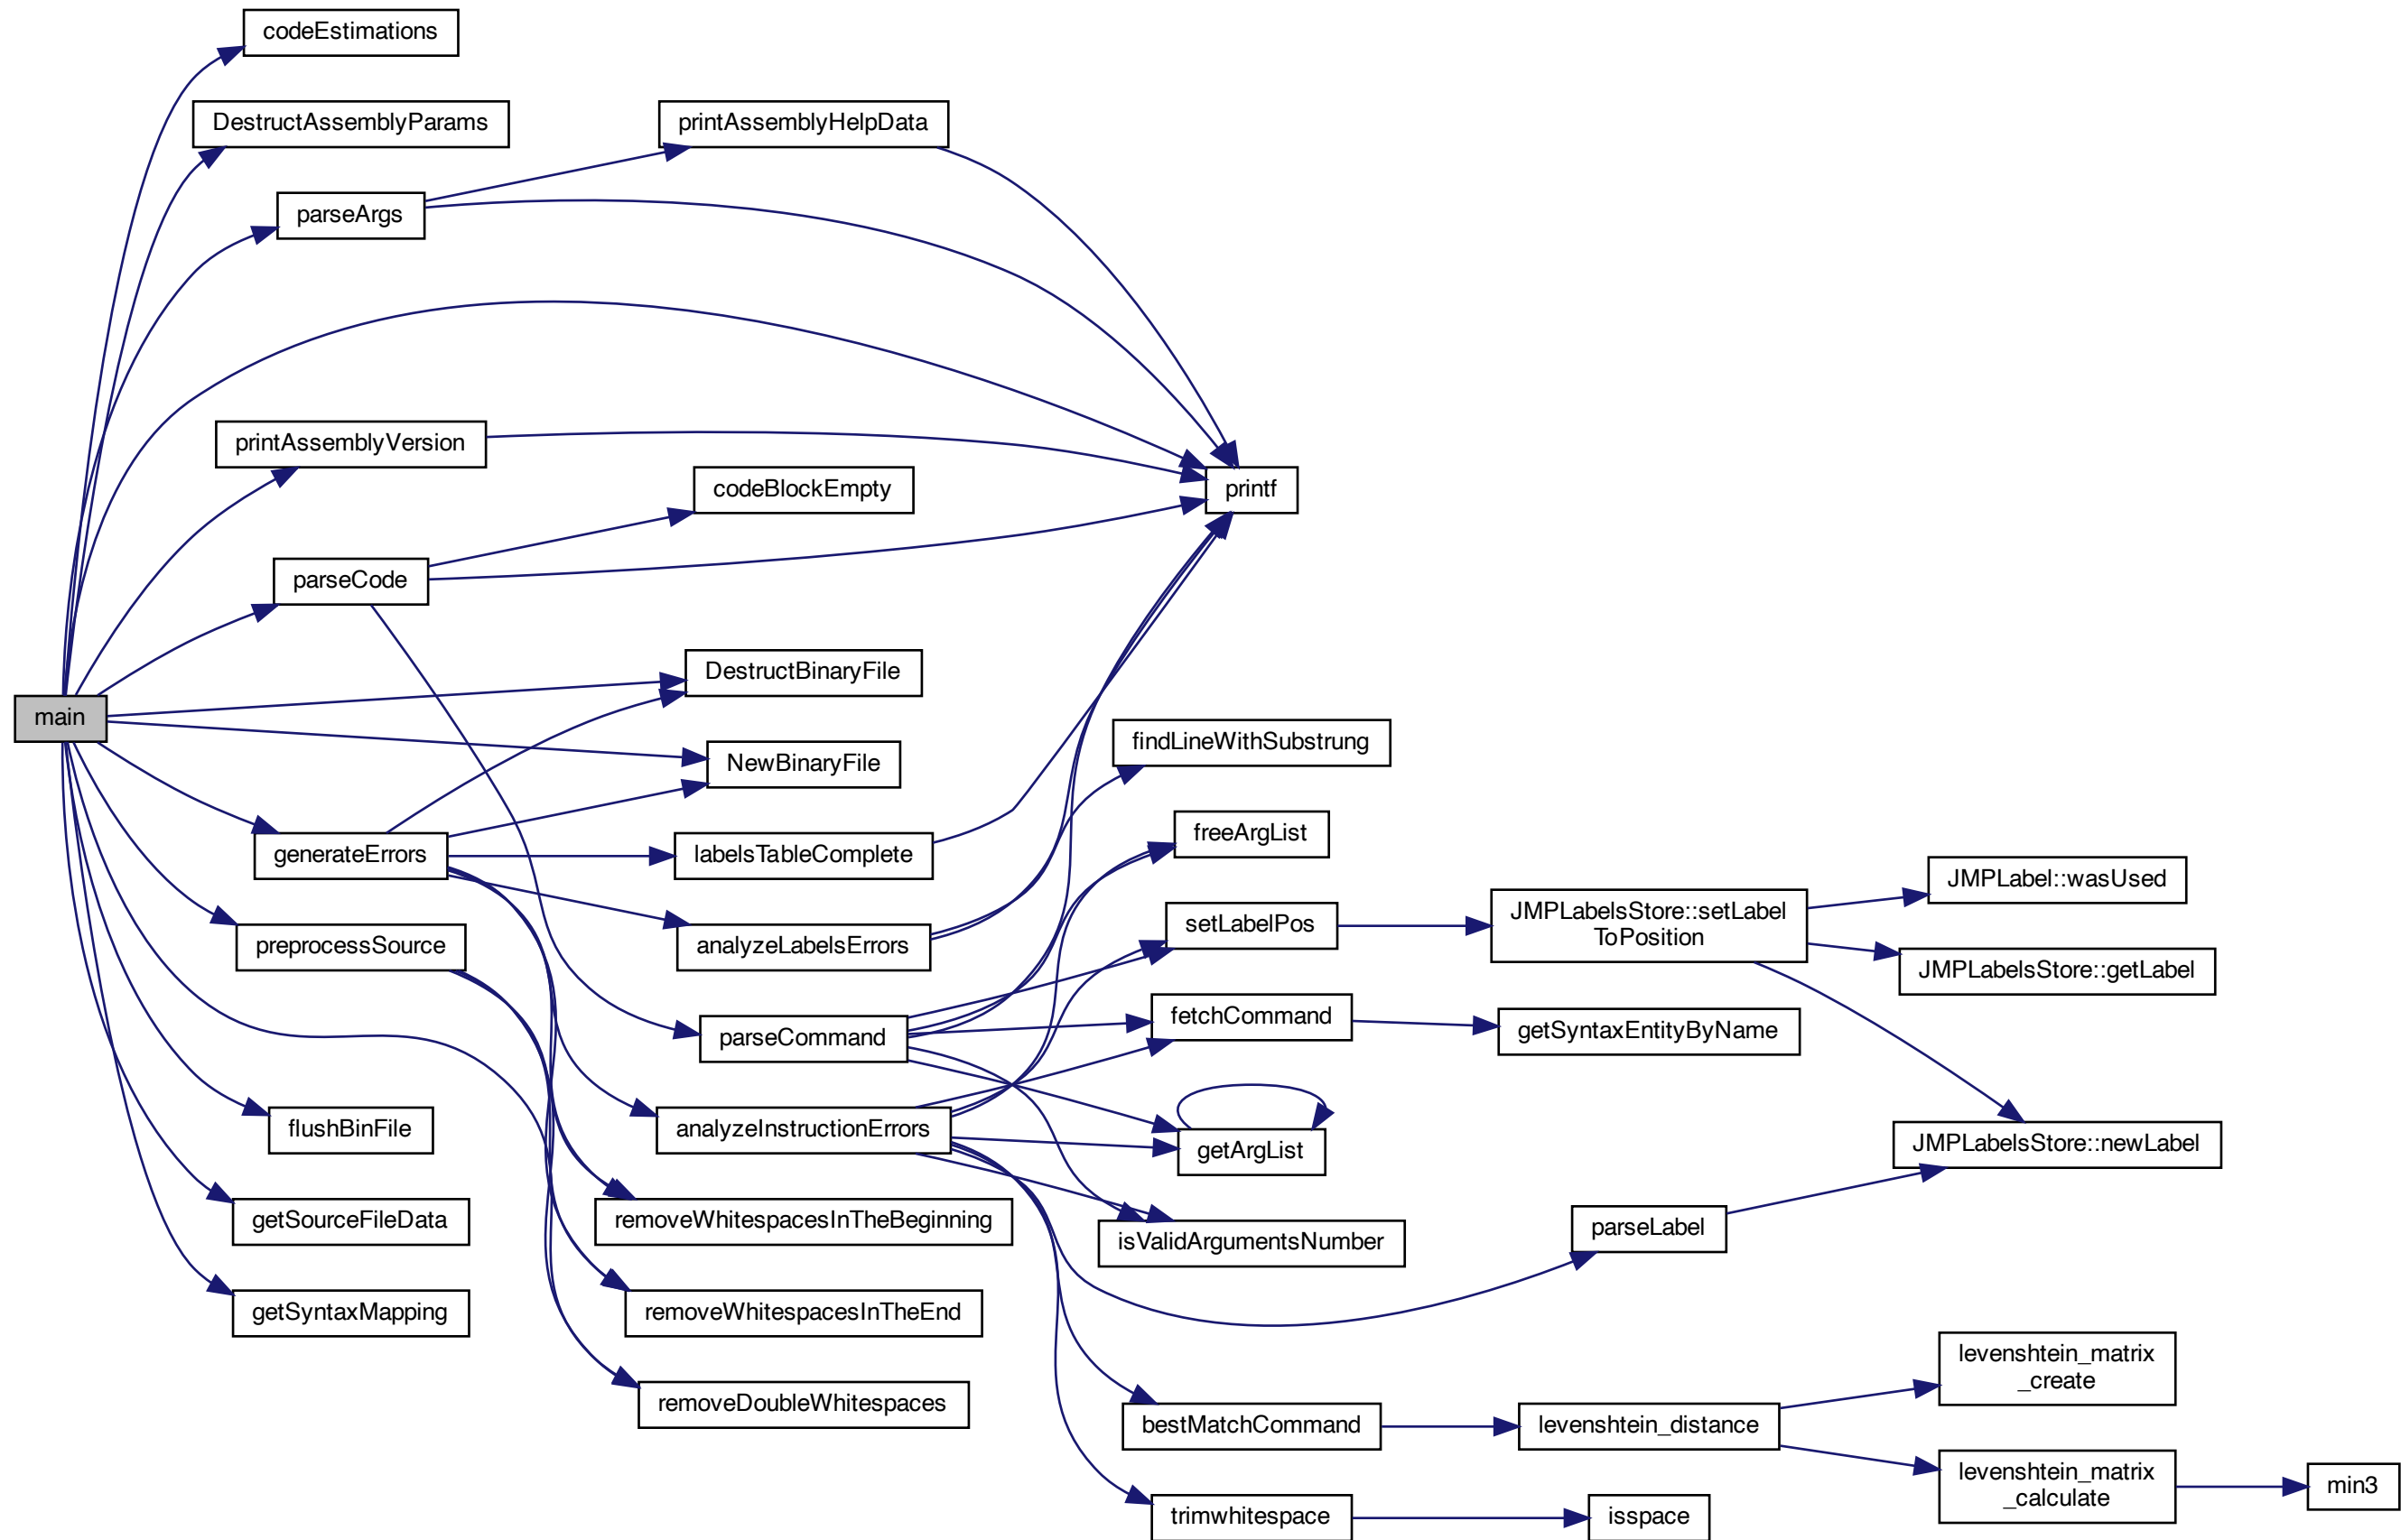 codeEstimations
DestructAssemblyParams
printAssemblyHelpData
parseArgs
printAssemblyVersion
codeBlockEmpty
printf
parseCode
DestructBinaryFile
main
findLineWithSubstrung
NewBinaryFile
generateErrors
labelsTableComplete
freeArgList
JMPLabel::wasUsed
preprocessSource
analyzeLabelsErrors
setLabelPos
JMPLabelsStore::setLabel
ToPosition
JMPLabelsStore::getLabel
parseCommand
fetchCommand
getSyntaxEntityByName
flushBinFile
analyzeInstructionErrors
getArgList
JMPLabelsStore::newLabel
getSourceFileData
removeWhitespacesInTheBeginning
isValidArgumentsNumber
parseLabel
getSyntaxMapping
removeWhitespacesInTheEnd
levenshtein_matrix
_create
removeDoubleWhitespaces
bestMatchCommand
levenshtein_distance
levenshtein_matrix
_calculate
min3
trimwhitespace
isspace